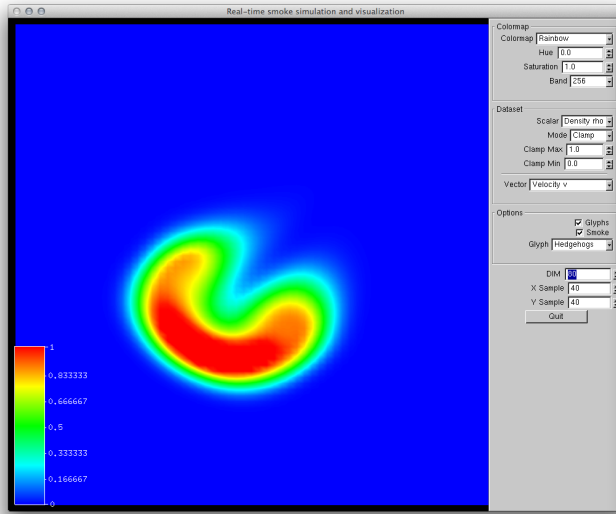 Real-time smoke simulation and visualization
Colormap
Colormap Rainbow
Hue 0.0
Saturation 1.0
Band 256
Dataset
Scalar Density rho
Mode Clamp
Clamp Max 1.0
Clamp Min 0.0
Vector Velocity v
Options
Glyphs
Smoke
Glyph Hedgehogs
DIM
X Sample 40
Y Sample 40
Quit
1
0.833333
0.666667
0.5
0.333333
0.166667
0